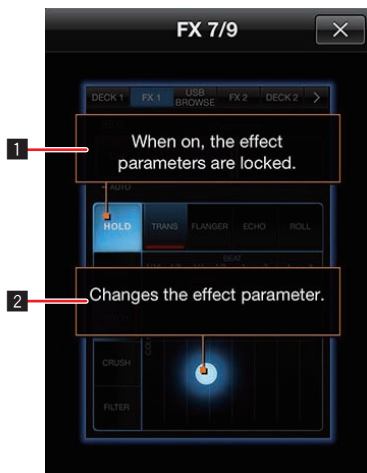 FX 7/9
DECK 1 FX 1 USB BROWSE FX 2 DECK 2 >
1
When on, the effect
parameters are locked.
AUTO
HOLD TRANS FLANGER ECHO ROLL
BEAT
2
Changes the effect parameter.
CRUSH
FILTER